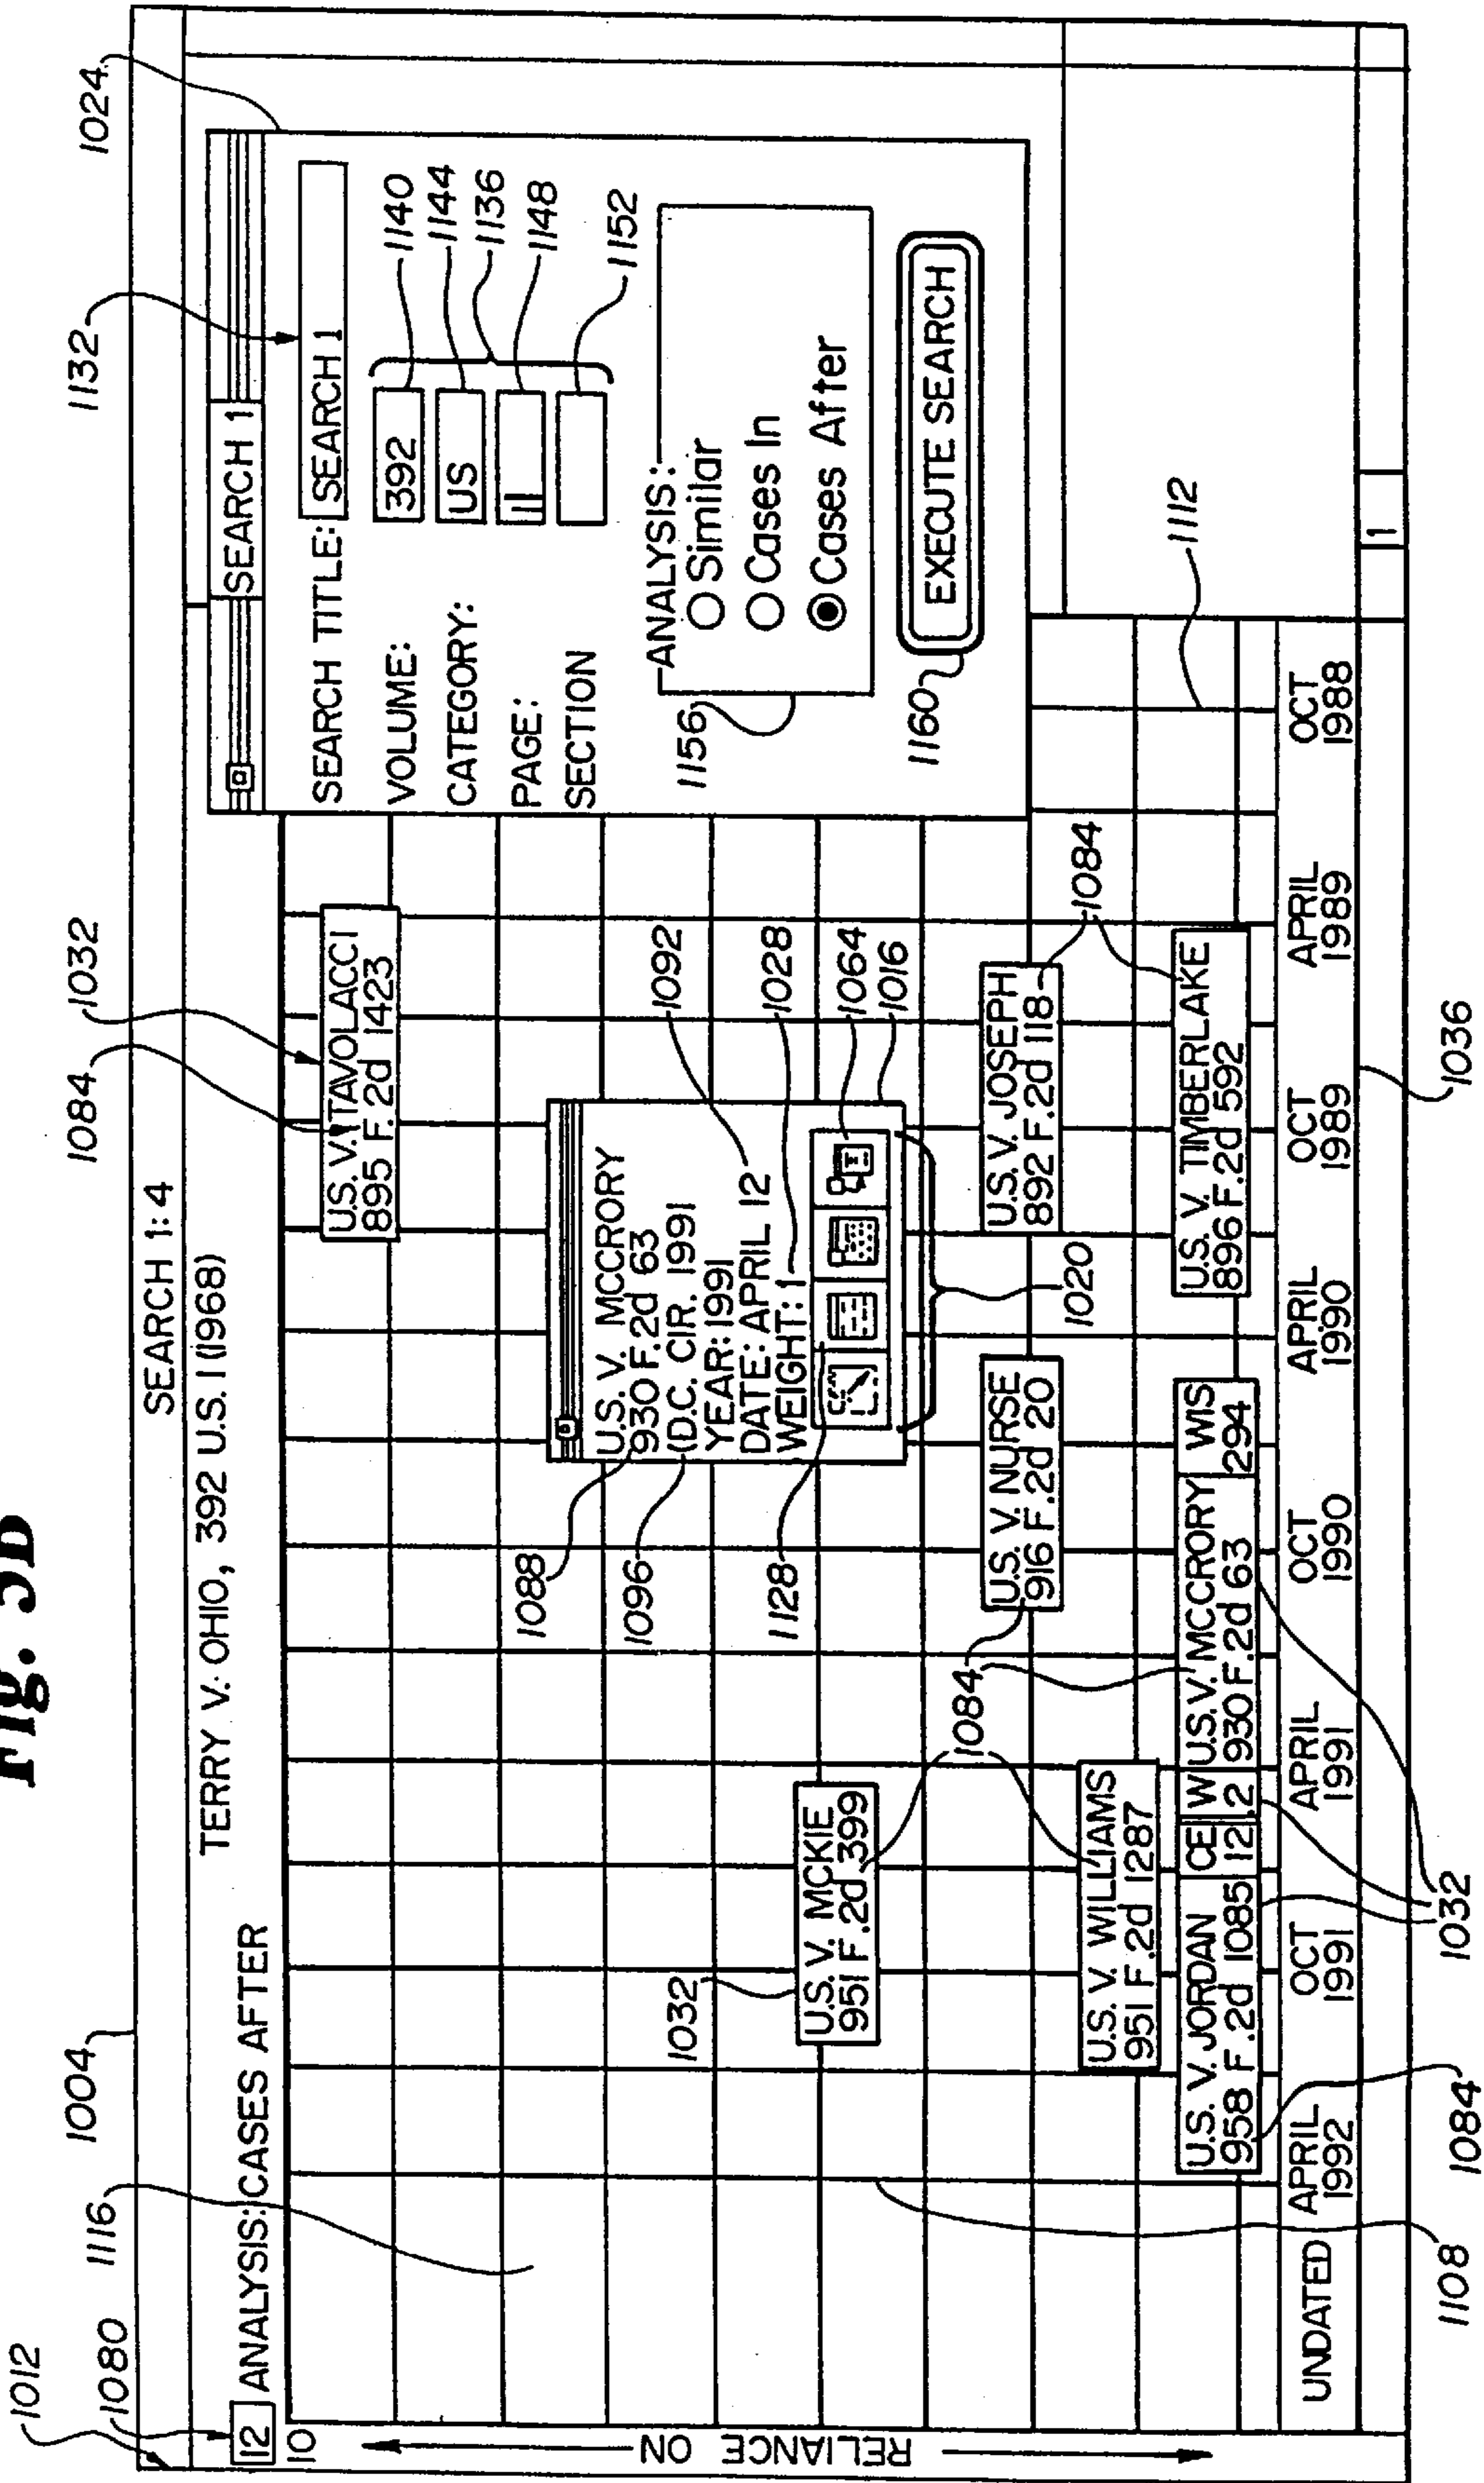 Fig. 3D
1012
1080
1116
1004
1084
1032
1132
1024
SEARCH 1: 4
TERRY V. OHIO, 392 U.S. 1 (1968)
12 ANALYSIS: CASES AFTER
10
RELIANCE ON
U.S. V. TAVOLACCI
895 F. 2d 1423
SEARCH 1
SEARCH TITLE: SEARCH 1
VOLUME: 392
CATEGORY: US
PAGE:
SECTION
1140
1144
1136
1148
1152
ANALYSIS:
Similar
Cases In
Cases After
1156
EXECUTE SEARCH
1160
U.S. V. MCCRORY
930 F.2d 63
(D.C. CIR. 1991
YEAR: 1991
DATE: APRIL 12
WEIGHT: 1
1088
1096
1128
1092
1028
1064
1016
1020
1032
U.S. V. MCKIE
951 F.2d 399
1084
U.S. V. NURSE
916 F.2d 20
U.S. V. JOSEPH
892 F.2d 118
1084
1112
U.S. V. WILLIAMS
951 F.2d 1287
U.S. V. JORDAN
958 F.2d 1085
CE
12
W
.2
U.S. V. MCCRORY
930 F.2d 63
WIS
294
U.S. V. TIMBERLAKE
896 F.2d 592
UNDATED
APRIL
1992
OCT
1991
APRIL
1991
OCT
1990
APRIL
1990
OCT
1989
APRIL
1989
OCT
1988
1
1108
1084
1032
1036